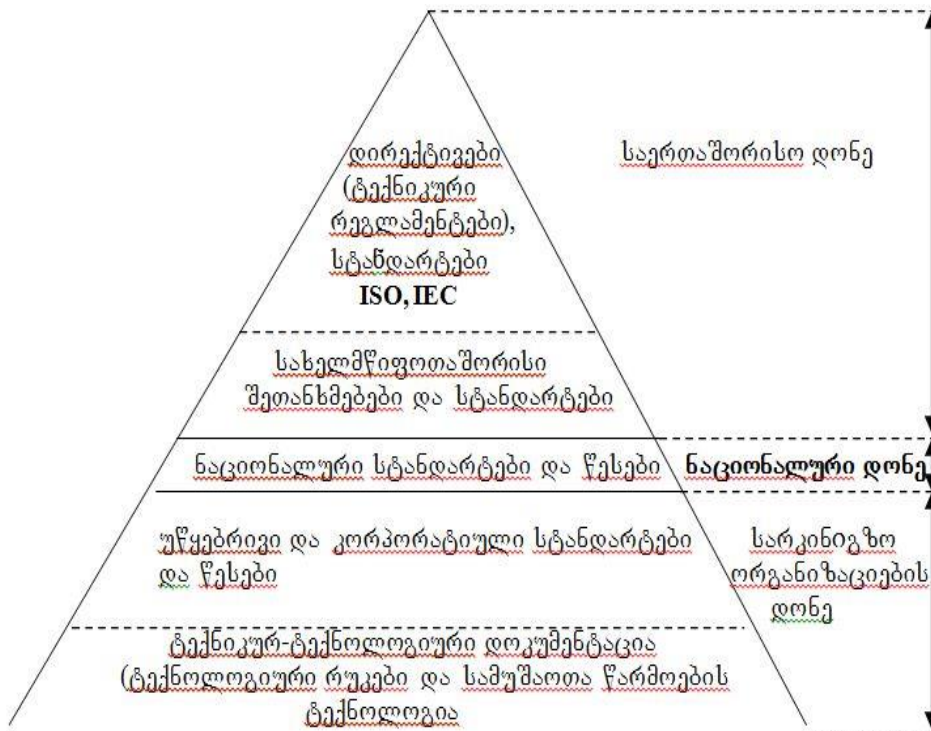 დირექტივები
(ტექნიკური
რეგლამენტები),
სტანდარტები
ISO, IEC
საერთაშორისო დონე
სახელმწიფოთაშორისი
შეთანხმებები და სტანდარტები
ნაციონალური სტანდარტები და წესები
ნაციონალური დონე
უწყებრივი და კორპორატიული სტანდარტები
და წესები
სარკინიგზო
ორგანიზაციების
დონე
ტექნიკურ-ტექნოლოგიური დოკუმენტაცია
(ტექნოლოგიური რუკები და სამუშაოთა წარმოების
ტექნოლოგია